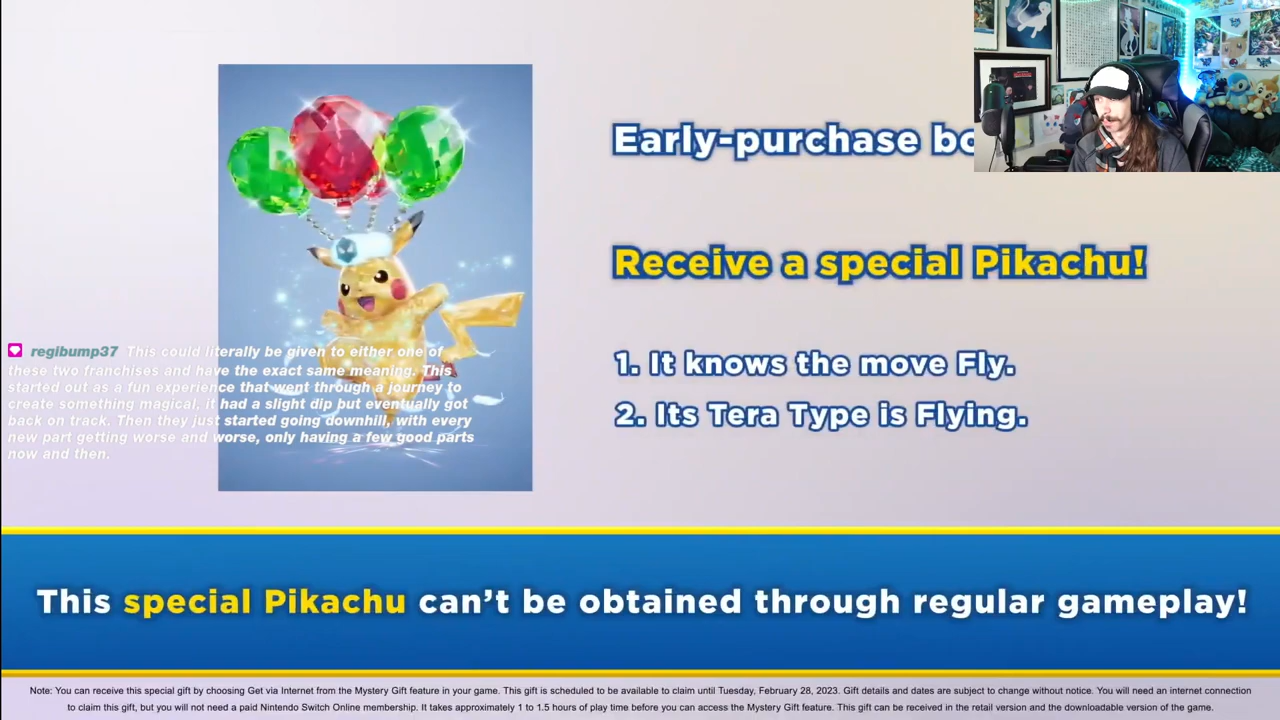 Early-purchase
Receive a special Pikachu!
1. It knows the move Fly.
2. Its Tera Type is Flying.
regibump37 This could literally be given to either one of
these two franchises and have the exact same meaning. This
started out as a fun experience that went through a journey to
create something magical, it had a slight dip but eventually got
back on track. Then they just started going downhill, with every
new part getting worse and worse, only having a few good parts
now and then.
This special Pikachu can't be obtained through regular gameplay!
Note: You can receive this special gift by choosing Get via Internet from the Mystery Gift feature in your game. This gift is scheduled to be available to claim until Tuesday, February 28, 2023. Gift details and dates are subject to change without notice. You will need an internet connection
to claim this gift, but you will not need a paid Nintendo Switch Online membership. It takes approximately 1 to 1.5 hours of play time before you can access the Mystery Gift feature. This gift can be received in the retail version and the downloadable version of the game.